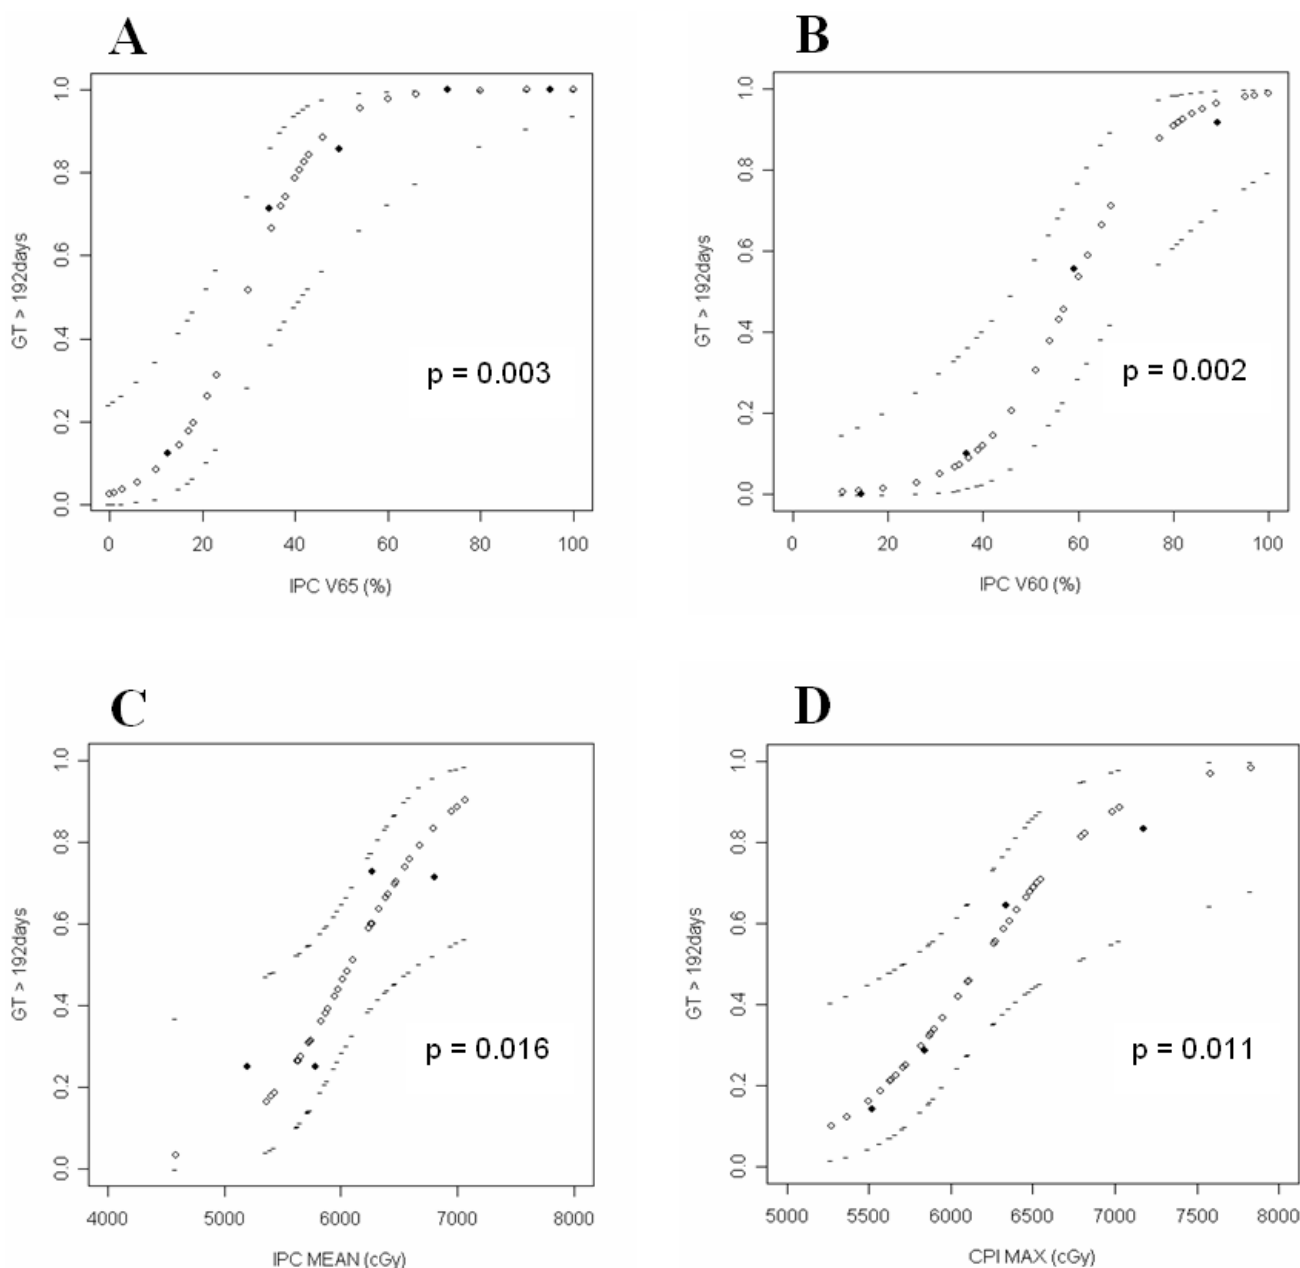 A
GT > 192days
1.0
0.8
0.6
0.4
0.2
0.0
p = 0.003
0 20 40 60 80 100
IPC V65 (%)
B
GT > 192days
1.0
0.8
0.6
0.4
0.2
0.0
p = 0.002
0 20 40 60 80 100
IPC V60 (%)
C
GT > 192days
1.0
0.8
0.6
0.4
0.2
0.0
p = 0.016
4000 5000 6000 7000 8000
IPC MEAN (cGy)
D
GT > 192days
1.0
0.8
0.6
0.4
0.2
0.0
p = 0.011
5000 5500 6000 6500 7000 7500 8000
CPI MAX (cGy)